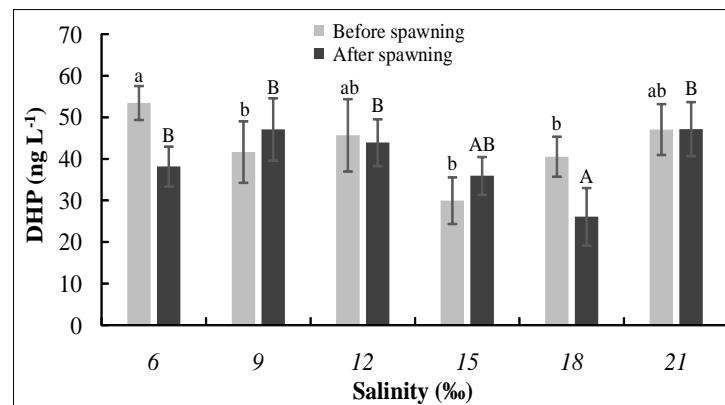 Before spawning
After spawning
DHP (ng L-1)
70
60
50
40
30
20
10
0
a
B
b
B
ab
B
b
AB
b
A
ab
B
6 9 12 15 18 21
Salinity (‰)